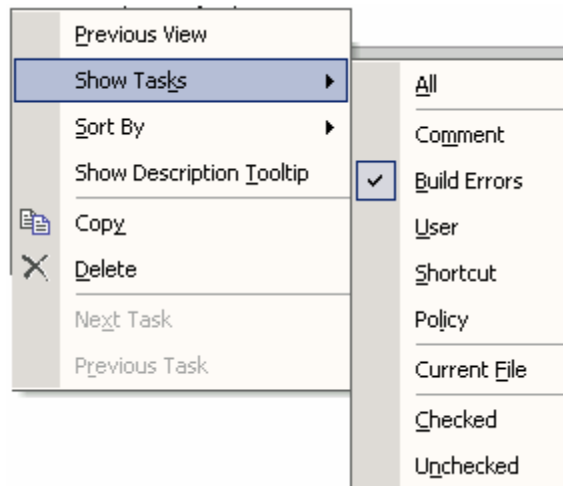 Previous View
Show Tasks
Sort By
Show Description Tooltip
Copy
Delete
Next Task
Previous Task
All
Comment
Build Errors
User
Shortcut
Policy
Current File
Checked
Unchecked